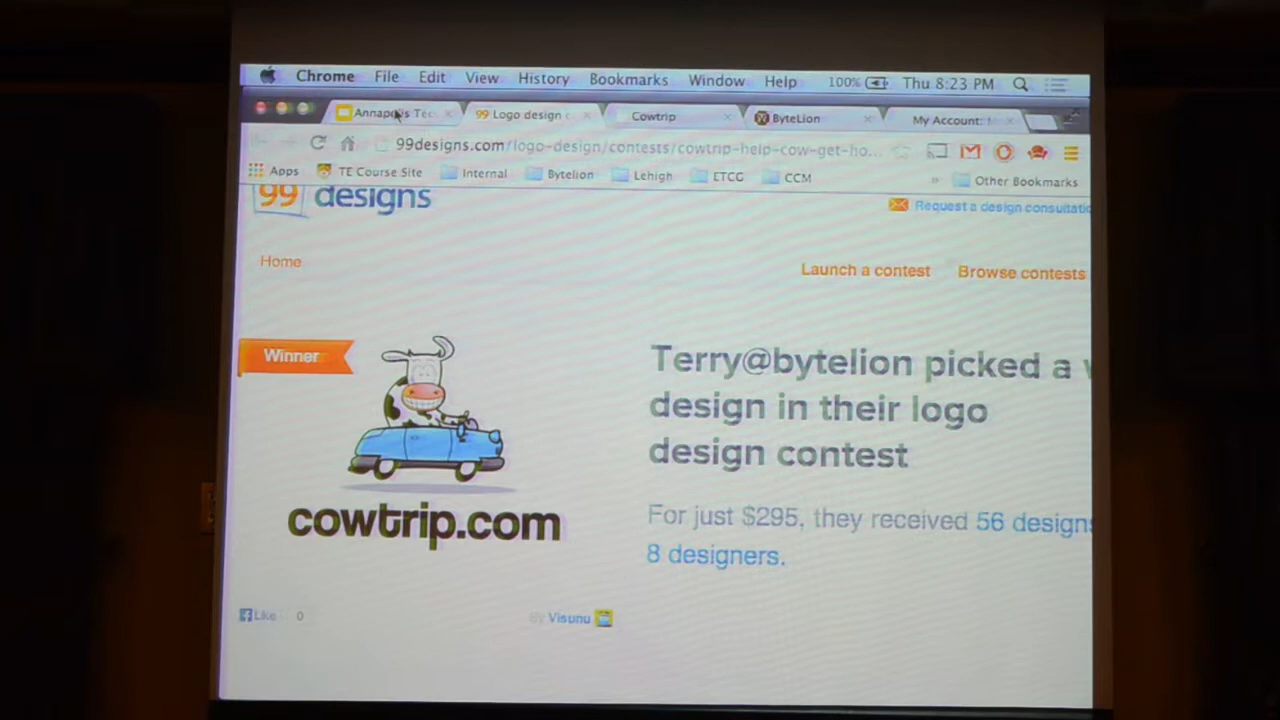 Chrome File Edit View History Bookmarks Window Help 100% Thu 8:23 PM
Annapolis Tec
99 Logo design c
Cowtrip
ByteLion
My Account:
99designs.com/logo-design/contests/cowtrip-help-cow-get-ho...
Apps TE Course Site Internal Bytelion Lehigh ETCG CCM » Other Bookmarks
99 designs
Request a design consultatio
Home
Launch a contest Browse contests
Winner
Terry@bytelion picked a
design in their logo
design contest
cowtrip.com
For just $295, they received 56 designs
8 designers.
Like 0
By Visunu